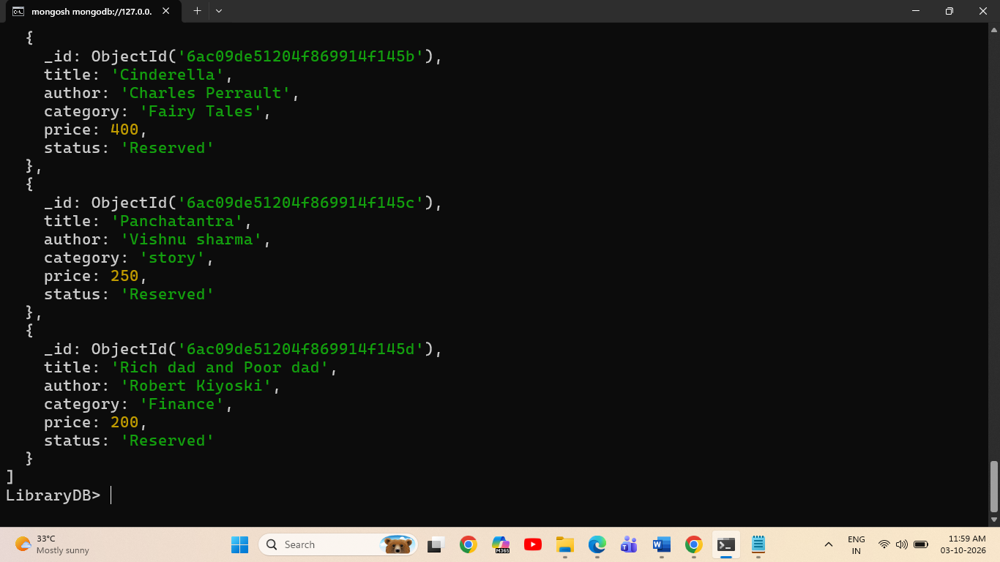 mongosh mongodb://127.0.0.
{
_id: ObjectId('6ac09de51204f869914f145b'),
title: 'Cinderella',
author: 'Charles Perrault',
category: 'Fairy Tales',
price: 400,
status: 'Reserved'
},
{
_id: ObjectId('6ac09de51204f869914f145c'),
title: 'Panchatantra',
author: 'Vishnu sharma',
category: 'story',
price: 250,
status: 'Reserved'
},
{
_id: ObjectId('6ac09de51204f869914f145d'),
title: 'Rich dad and Poor dad',
author: 'Robert Kiyoski',
category: 'Finance',
price: 200,
status: 'Reserved'
}
]
LibraryDB>
33°C
Mostly sunny
Search
M365
ENG
IN
11:59 AM
03-10-2026